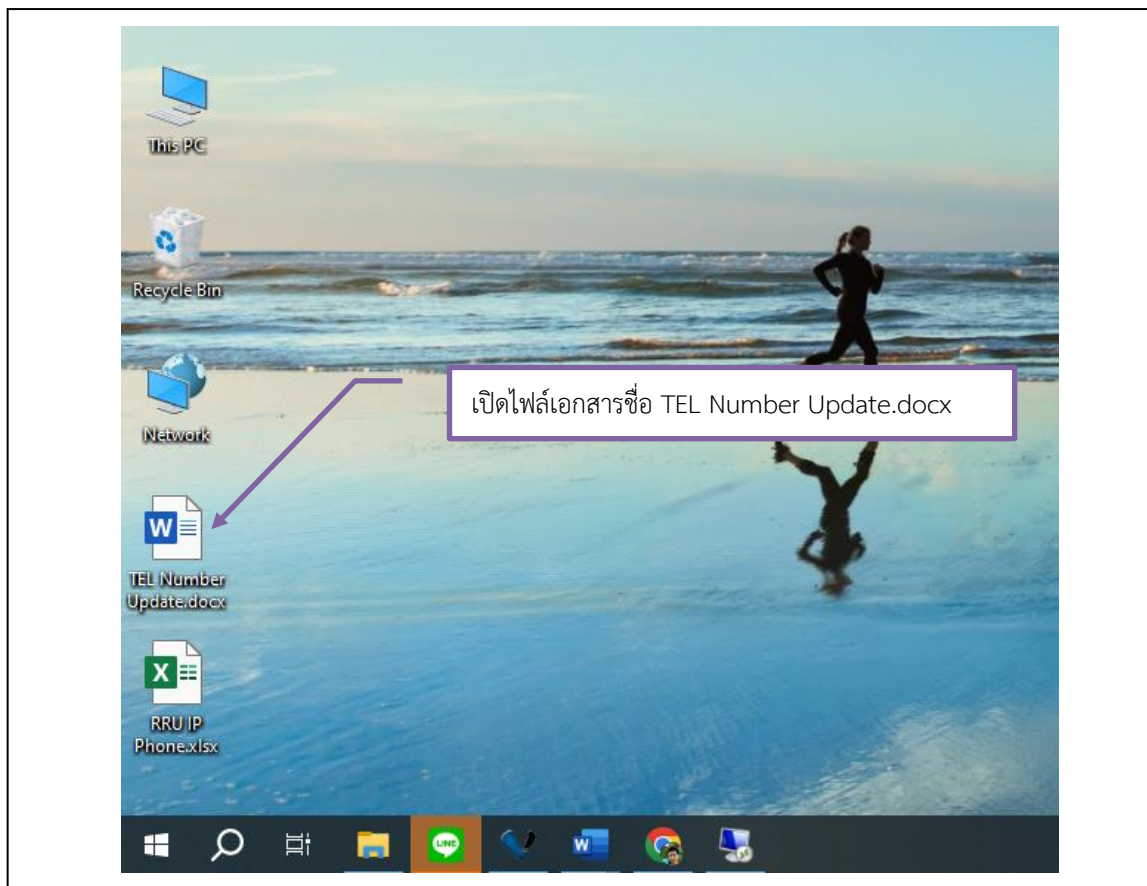 This PC
Recycle Bin
Network
เปิดไฟล์เอกสารชื่อ TEL Number Update.docx
W
TEL Number
Update.docx
X
RRU IP
Phone.xlsx
LINE
W